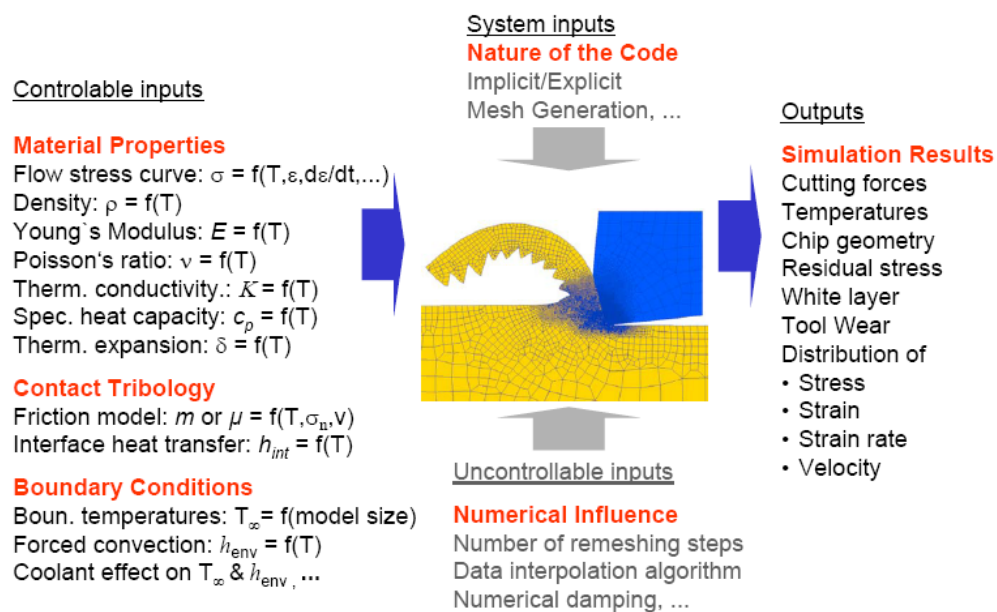 Controlable inputs
Material Properties
Flow stress curve: σ = f(T,ε,dε/dt,...)
Density: ρ = f(T)
Young`s Modulus: E = f(T)
Poisson's ratio: ν = f(T)
Therm. conductivity.: K = f(T)
Spec. heat capacity: cₚ = f(T)
Therm. expansion: δ = f(T)
Contact Tribology
Friction model: m or μ = f(T,σₙ,v)
Interface heat transfer: h_int = f(T)
Boundary Conditions
Boun. temperatures: T∞= f(model size)
Forced convection: h_env = f(T)
Coolant effect on T∞ & h_env , ...
System inputs
Nature of the Code
Implicit/Explicit
Mesh Generation, ...
Uncontrollable inputs
Numerical Influence
Number of remeshing steps
Data interpolation algorithm
Numerical damping, ...
Outputs
Simulation Results
Cutting forces
Temperatures
Chip geometry
Residual stress
White layer
Tool Wear
Distribution of
• Stress
• Strain
• Strain rate
• Velocity